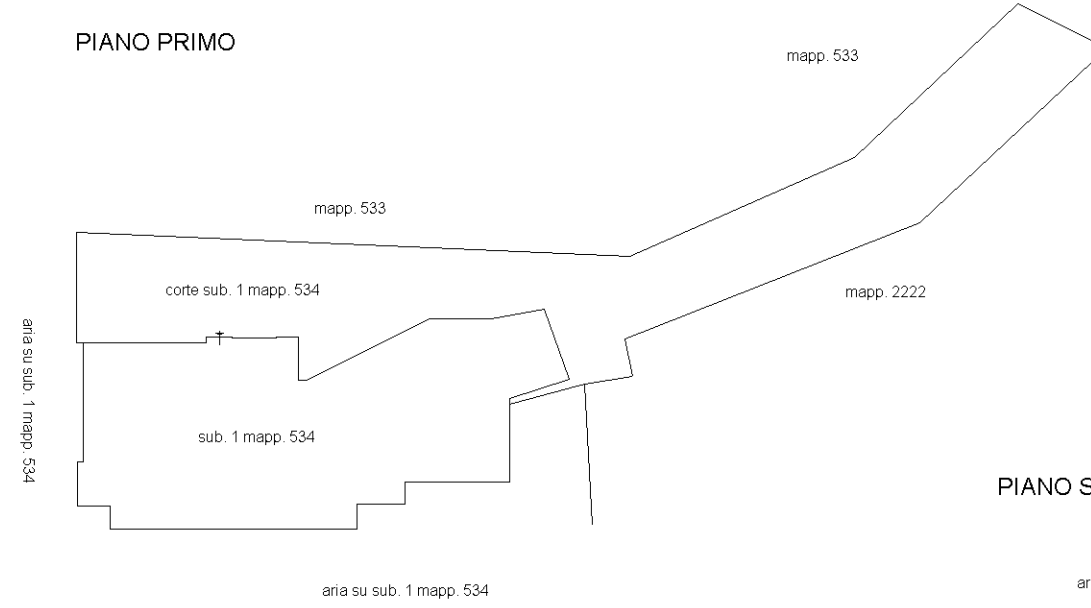 PIANO PRIMO
mapp. 533
mapp. 533
corte sub. 1 mapp. 534
mapp. 2222
aria su sub. 1 mapp. 534
sub. 1 mapp. 534
PIANO S
ar
aria su sub. 1 mapp. 534